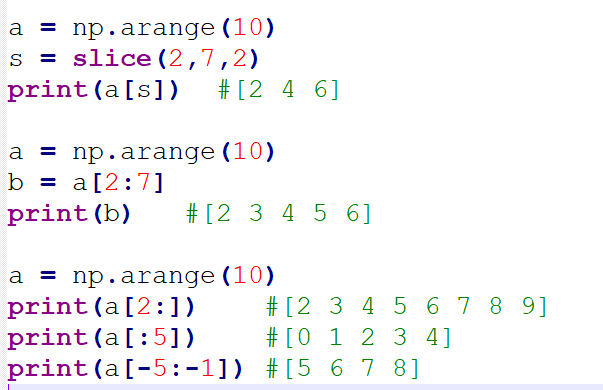 a = np.arange(10)
s = slice(2,7,2)
print(a[s])  #[2 4 6]
a = np.arange(10)
b = a[2:7]
print(b)   #[2 3 4 5 6]
a = np.arange(10)
print(a[2:])    #[2 3 4 5 6 7 8 9]
print(a[:5])    #[0 1 2 3 4]
print(a[-5:-1]) #[5 6 7 8]